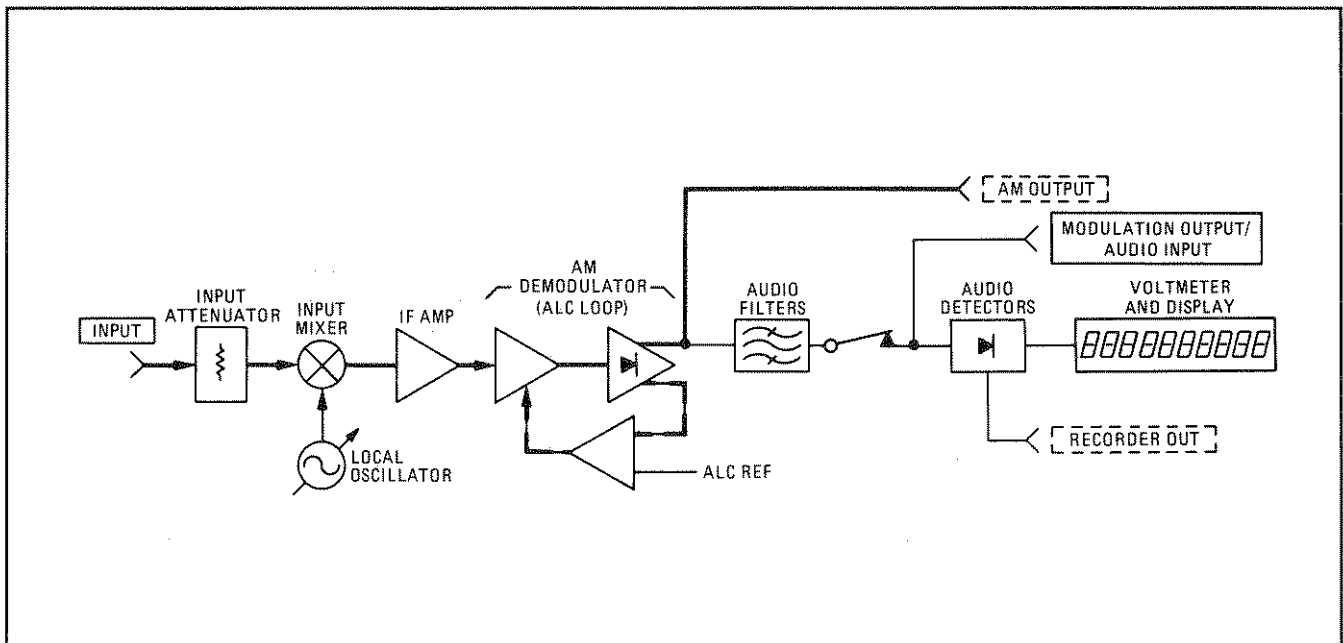 AM OUTPUT
MODULATION OUTPUT/
AUDIO INPUT
AM
DEMODULATOR
(ALC LOOP)
INPUT
INPUT
ATTENUATOR
INPUT
MIXER
IF AMP
AUDIO
FILTERS
AUDIO
DETECTORS
VOLTMETER
AND DISPLAY
8888888888
LOCAL
OSCILLATOR
ALC REF
RECORDER OUT